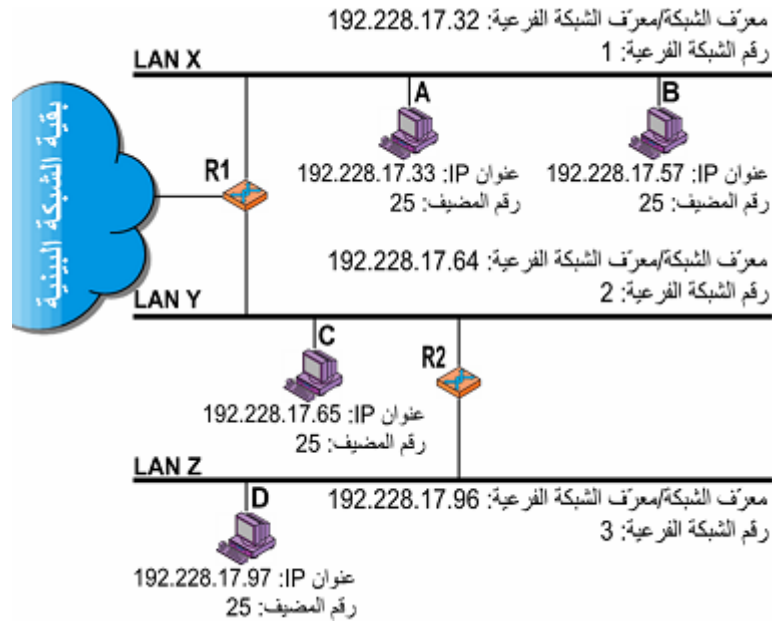 معرّف الشبكة/معرّف الشبكة الفرعية: 192.228.17.32
رقم الشبكة الفرعية: 1
LAN X
A
B
بقية الشبكة البينية
R1
عنوان IP: 192.228.17.33
رقم المضيف: 25
عنوان IP: 192.228.17.57
رقم المضيف: 25
معرّف الشبكة/معرّف الشبكة الفرعية: 192.228.17.64
رقم الشبكة الفرعية: 2
LAN Y
C
R2
عنوان IP: 192.228.17.65
رقم المضيف: 25
LAN Z
D
معرّف الشبكة/معرّف الشبكة الفرعية: 192.228.17.96
رقم الشبكة الفرعية: 3
عنوان IP: 192.228.17.97
رقم المضيف: 25